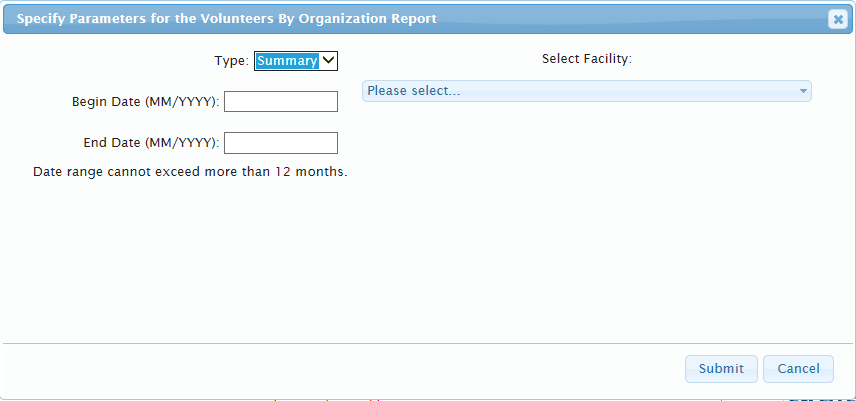 Specify Parameters for the Volunteers By Organization Report
Type: Summary
Select Facility:
Please select...
Begin Date (MM/YYYY):
End Date (MM/YYYY):
Date range cannot exceed more than 12 months.
Submit Cancel